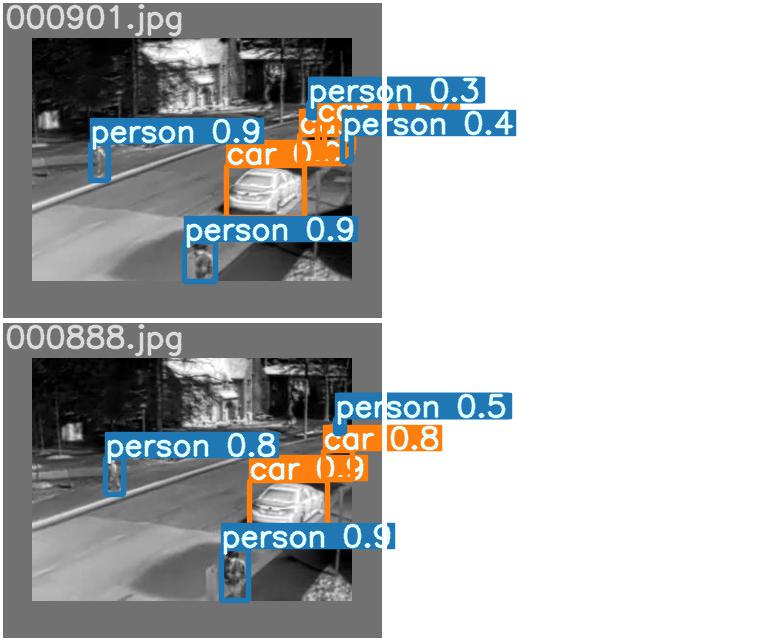 000901.jpg
person 0.3
car
person 0.4
person 0.9
car
person 0.9
000888.jpg
person 0.5
car 0.8
person 0.8
car 0.9
person 0.9